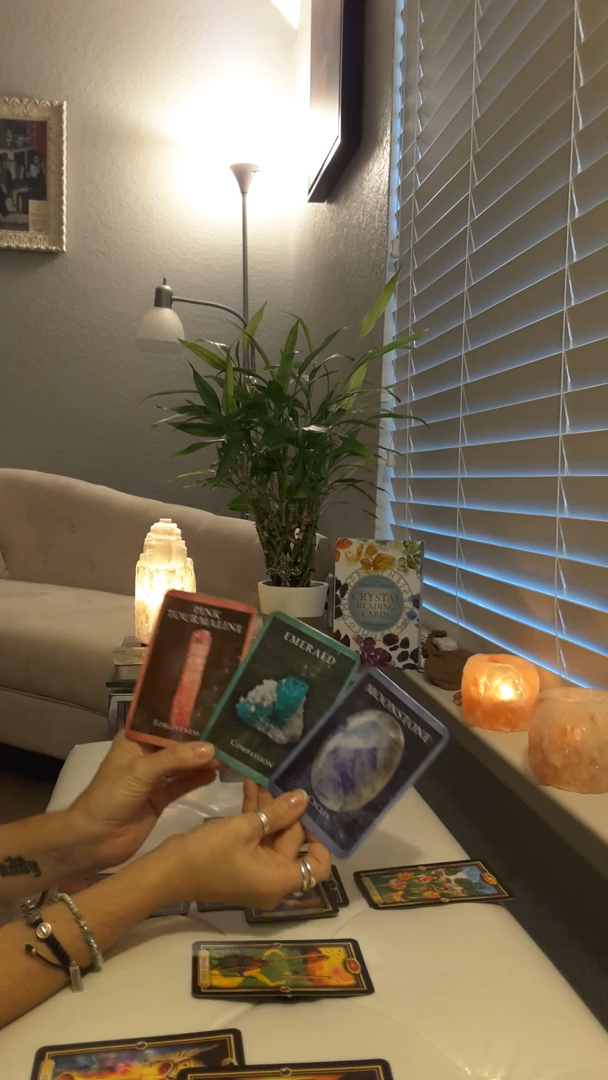 PINK
TOURMALINE
FORGIVENESS
EMERALD
COMPASSION
MOONSTONE
CRYSTAL
READING
CARDS